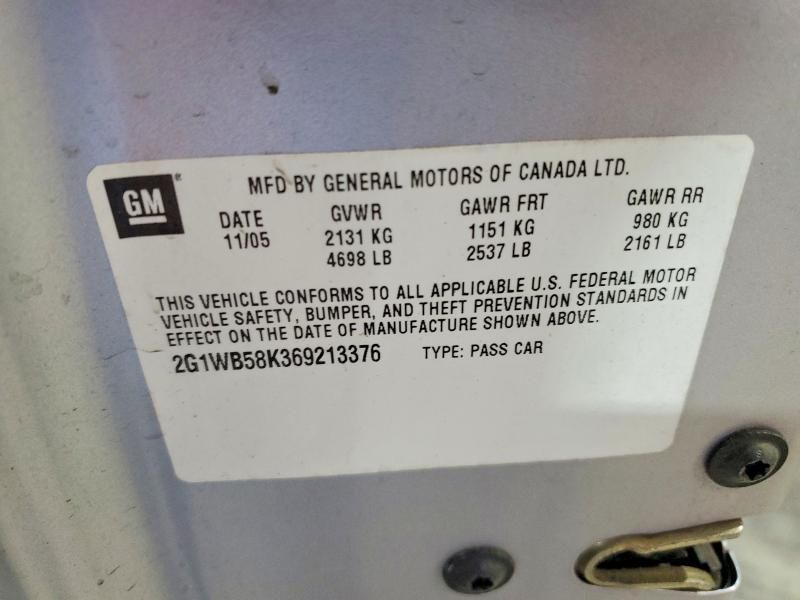 GM
MFD BY GENERAL MOTORS OF CANADA LTD.
DATE GVWR GAWR FRT GAWR RR
11/05 2131 KG 1151 KG 980 KG
4698 LB 2537 LB 2161 LB
THIS VEHICLE CONFORMS TO ALL APPLICABLE U.S. FEDERAL MOTOR
VEHICLE SAFETY, BUMPER, AND THEFT PREVENTION STANDARDS IN
EFFECT ON THE DATE OF MANUFACTURE SHOWN ABOVE.
2G1WB58K369213376 TYPE: PASS CAR